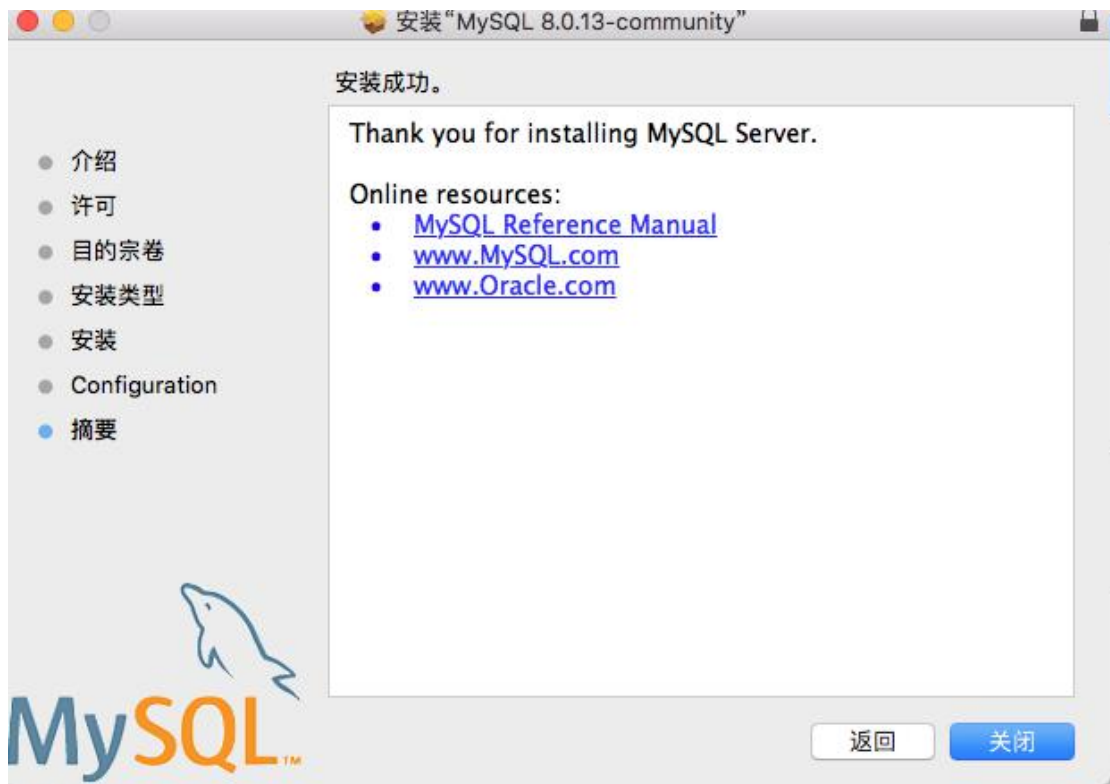 安装“MySQL 8.0.13-community”
安装成功。
介绍
许可
目的宗卷
安装类型
安装
Configuration
摘要
Thank you for installing MySQL Server.
Online resources:
• MySQL Reference Manual
• www.MySQL.com
• www.Oracle.com
MySQL™
返回
关闭